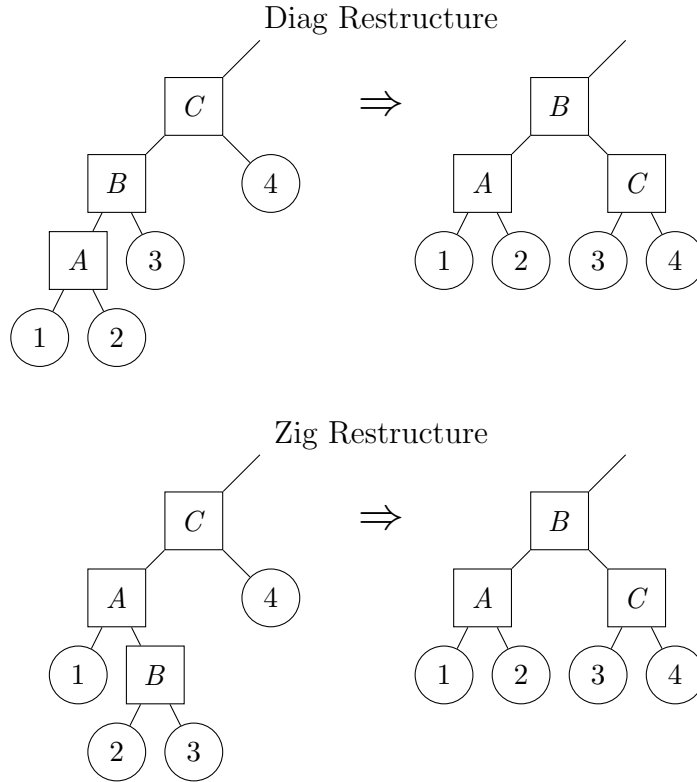 Diag Restructure
C ⇒ B
B 4 A C
A 3 1 2 3 4
1 2
Zig Restructure
C ⇒ B
A 4 A C
1 B 1 2 3 4
2 3